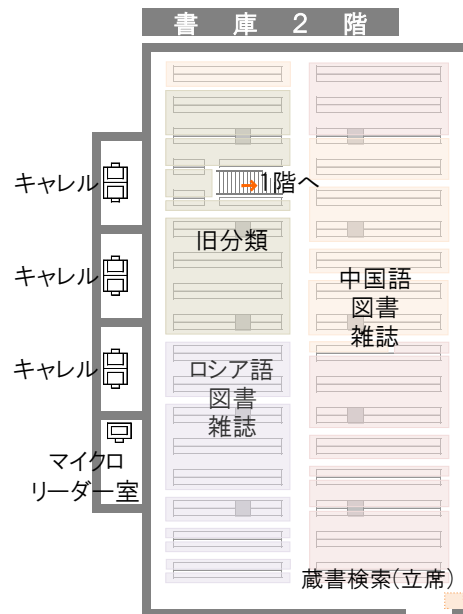 書庫２階
キャレル
1階へ
旧分類
キャレル
中国語
図書
雑誌
キャレル
ロシア語
図書
雑誌
マイクロ
リーダー室
蔵書検索(立席)